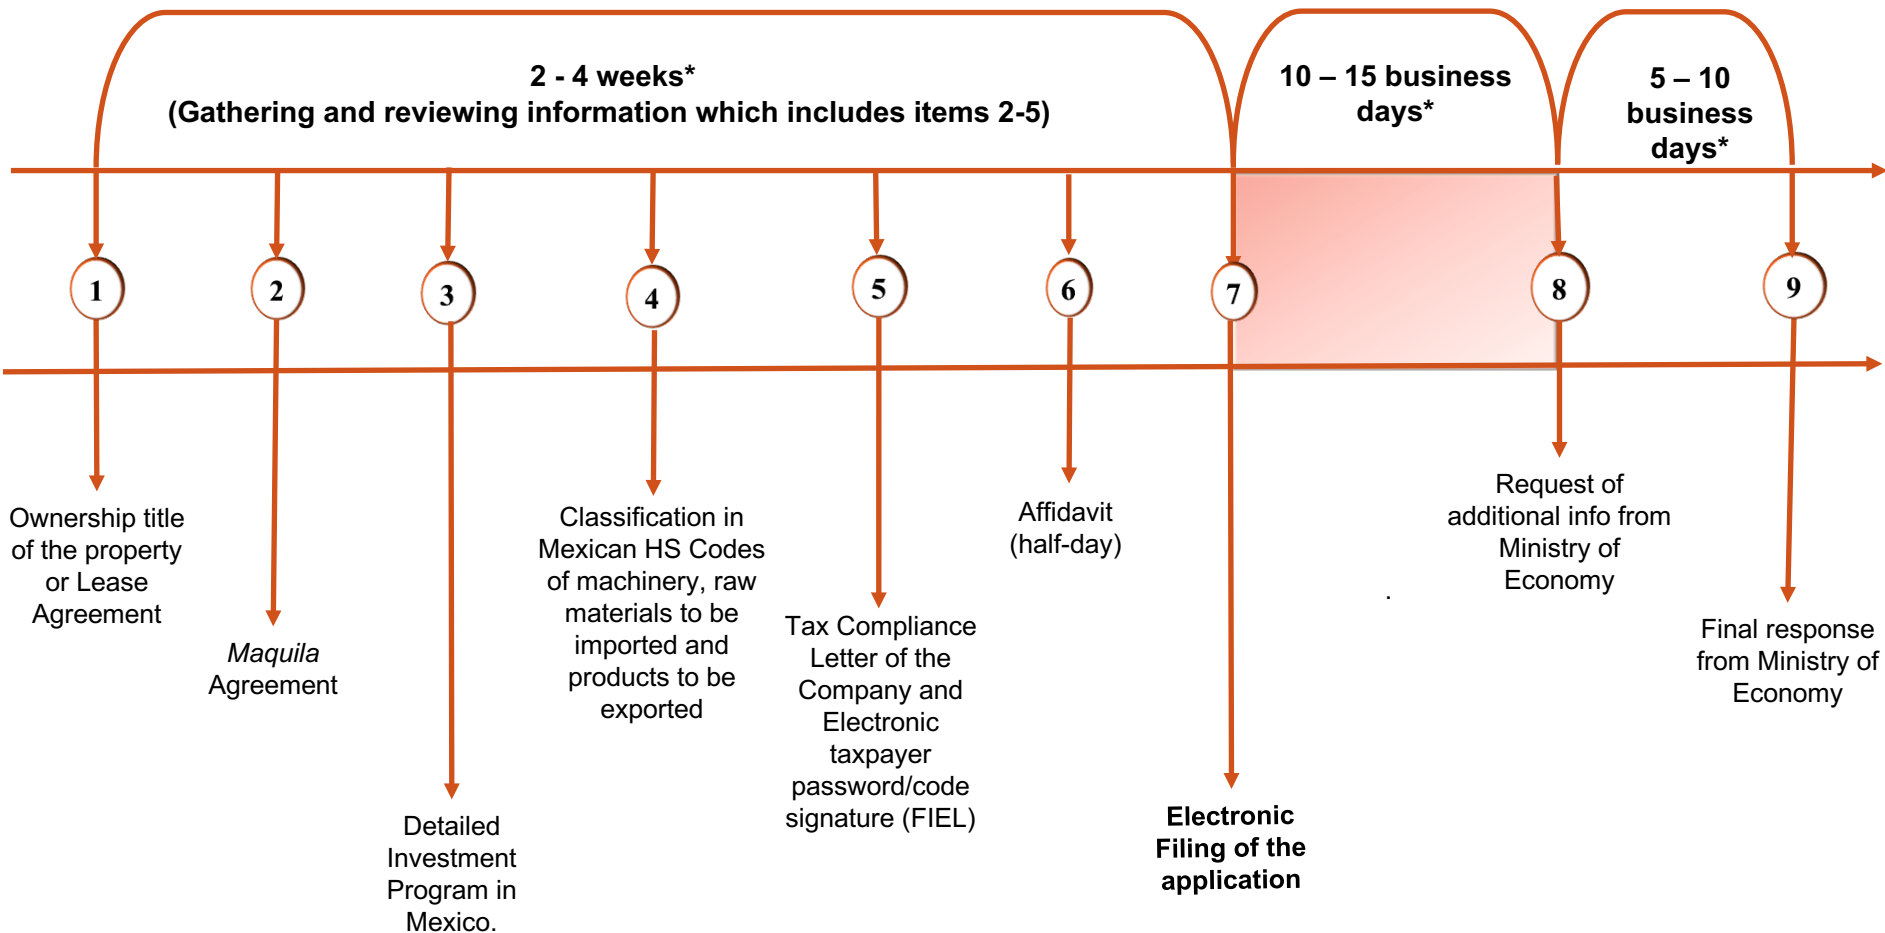 2 - 4 weeks*
(Gathering and reviewing information which includes items 2-5)
10 – 15 business
days*
5 – 10
business
days*
1
2
3
4
5
6
7
8
9
Ownership title
of the property
or Lease
Agreement
Maquila
Agreement
Detailed
Investment
Program in
Mexico.
Classification in
Mexican HS Codes
of machinery, raw
materials to be
imported and
products to be
exported
Tax Compliance
Letter of the
Company and
Electronic
taxpayer
password/code
signature (FIEL)
Affidavit
(half-day)
Electronic
Filing of the
application
.
Request of
additional info from
Ministry of
Economy
Final response
from Ministry of
Economy